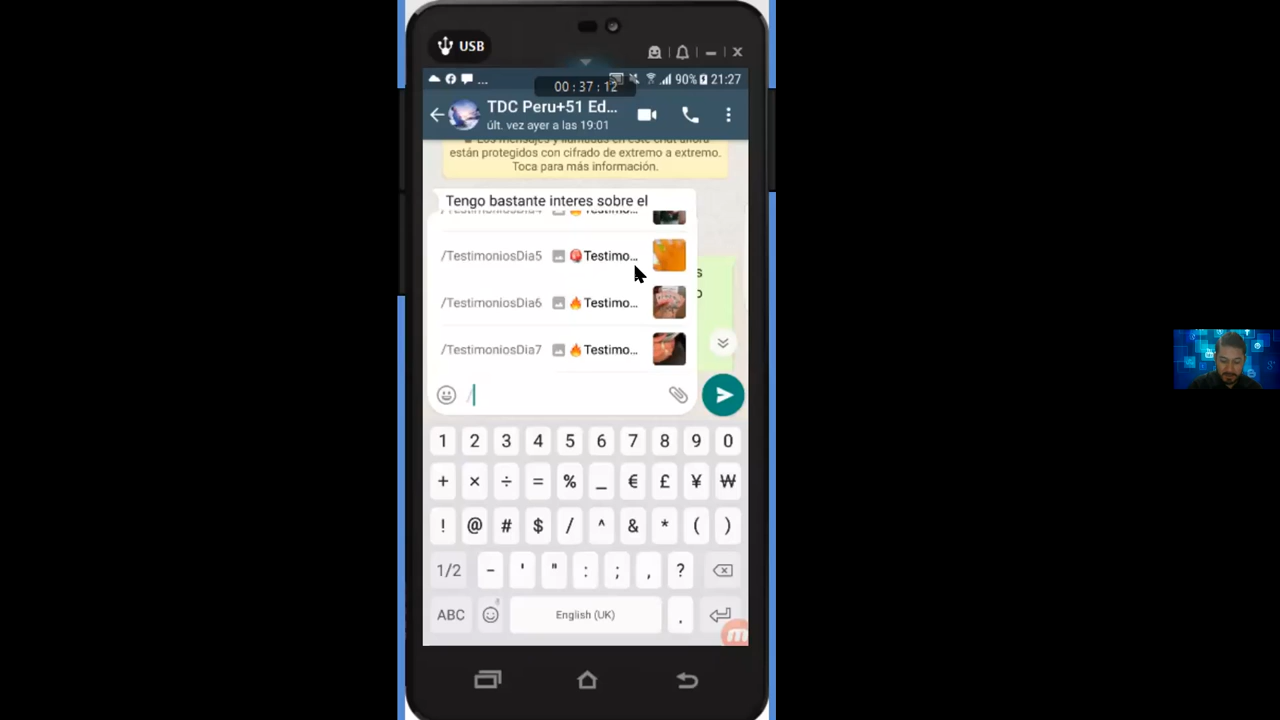 USB
... 90% 21:27
00 : 37 : 12
TDC Peru+51 Ed...
últ. vez ayer a las 19:01
están protegidos con cifrado de extremo a extremo.
Toca para más información.
Tengo bastante interes sobre el
/TestimoniosDia4 Testimo...
/TestimoniosDia5 Testimo... s
/TestimoniosDia6 Testimo... o
/TestimoniosDia7 Testimo...
/
1 2 3 4 5 6 7 8 9 0
+ × ÷ = % _ € £ ¥ ₩
! @ # $ / ^ & * ( )
1/2 - ' " : ; , ?
ABC English (UK) .